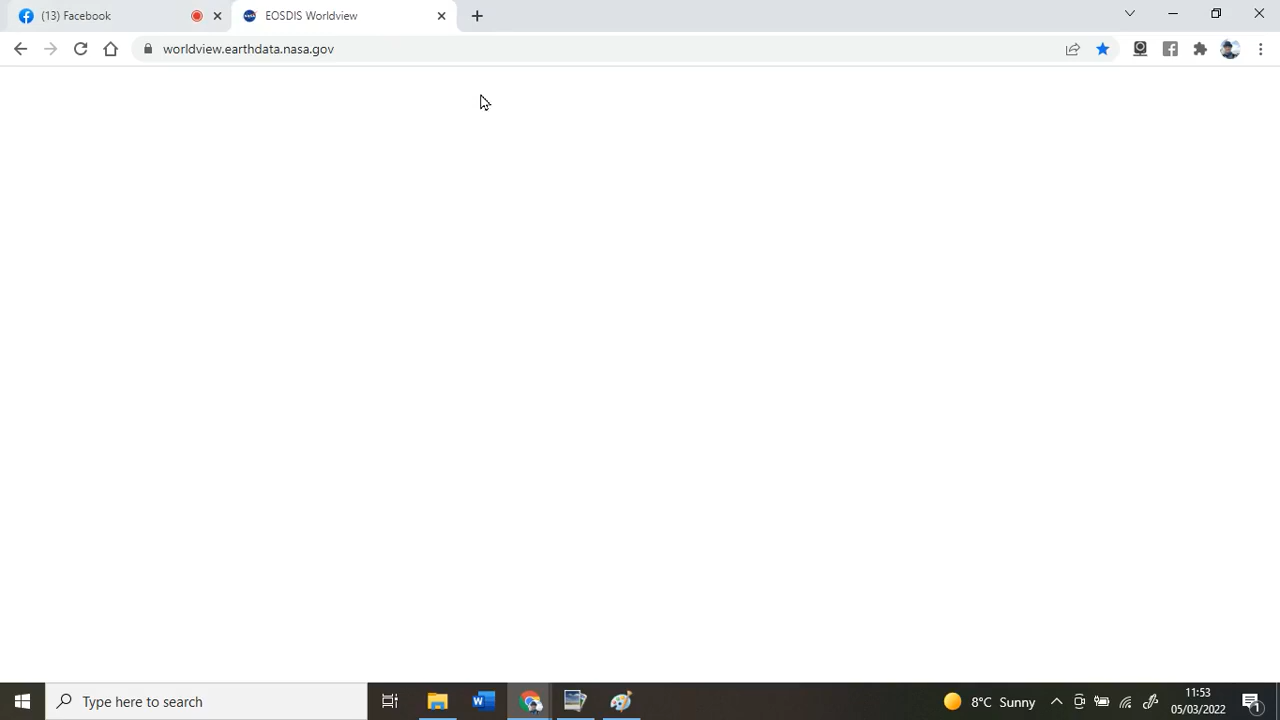 (13) Facebook
EOSDIS Worldview
worldview.earthdata.nasa.gov
Type here to search
8°C Sunny
11:53
05/03/2022
1